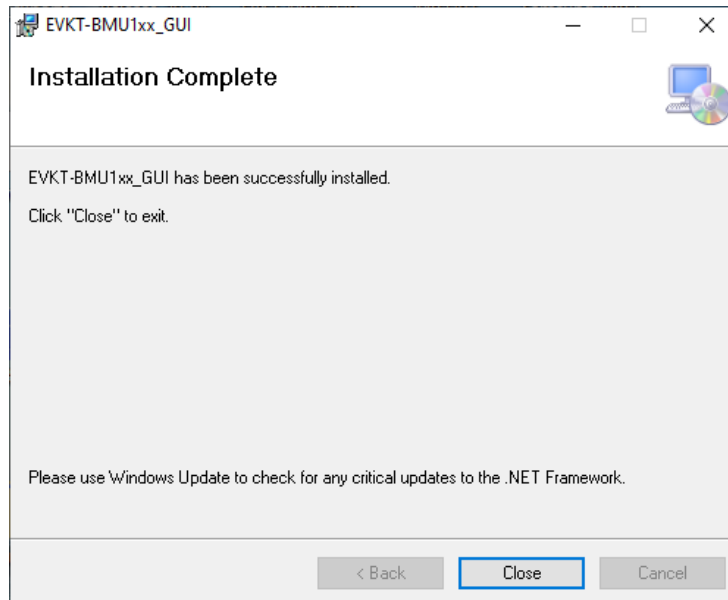 EVKT-BMU1xx_GUI
Installation Complete
EVKT-BMU1xx_GUI has been successfully installed.
Click "Close" to exit.
Please use Windows Update to check for any critical updates to the .NET Framework.
< Back
Close
Cancel